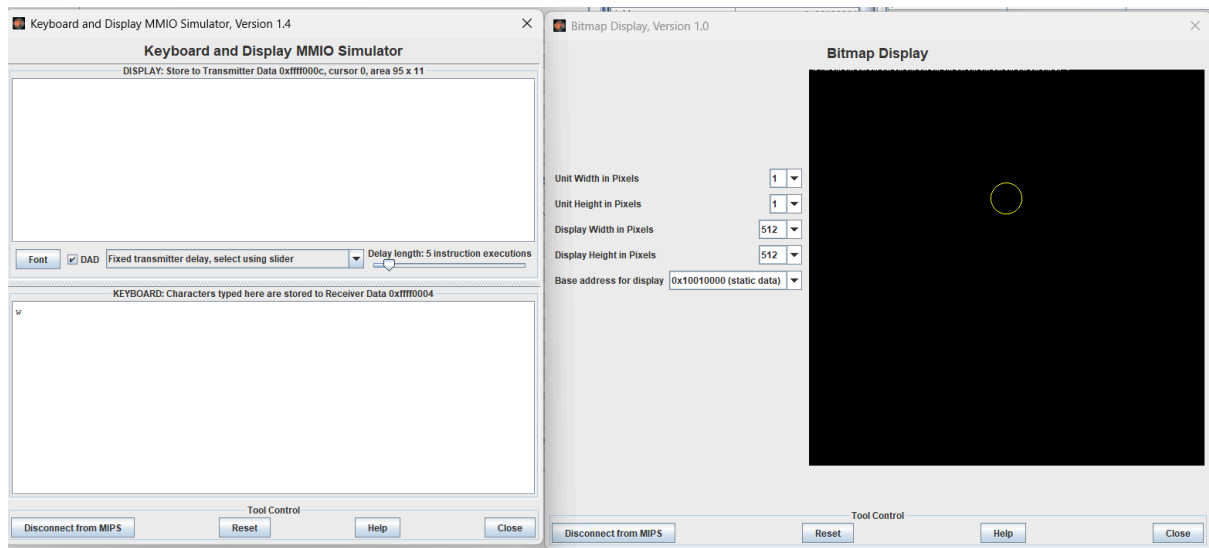 Keyboard and Display MMIO Simulator, Version 1.4
Keyboard and Display MMIO Simulator
DISPLAY: Store to Transmitter Data 0xffff000c, cursor 0, area 95 x 11
Font
DAD
Fixed transmitter delay, select using slider
Delay length: 5 instruction executions
KEYBOARD: Characters typed here are stored to Receiver Data 0xffff0004
w
Tool Control
Disconnect from MIPS
Reset
Help
Close
Bitmap Display, Version 1.0
Bitmap Display
Unit Width in Pixels
1
Unit Height in Pixels
1
Display Width in Pixels
512
Display Height in Pixels
512
Base address for display
0x10010000 (static data)
Tool Control
Disconnect from MIPS
Reset
Help
Close